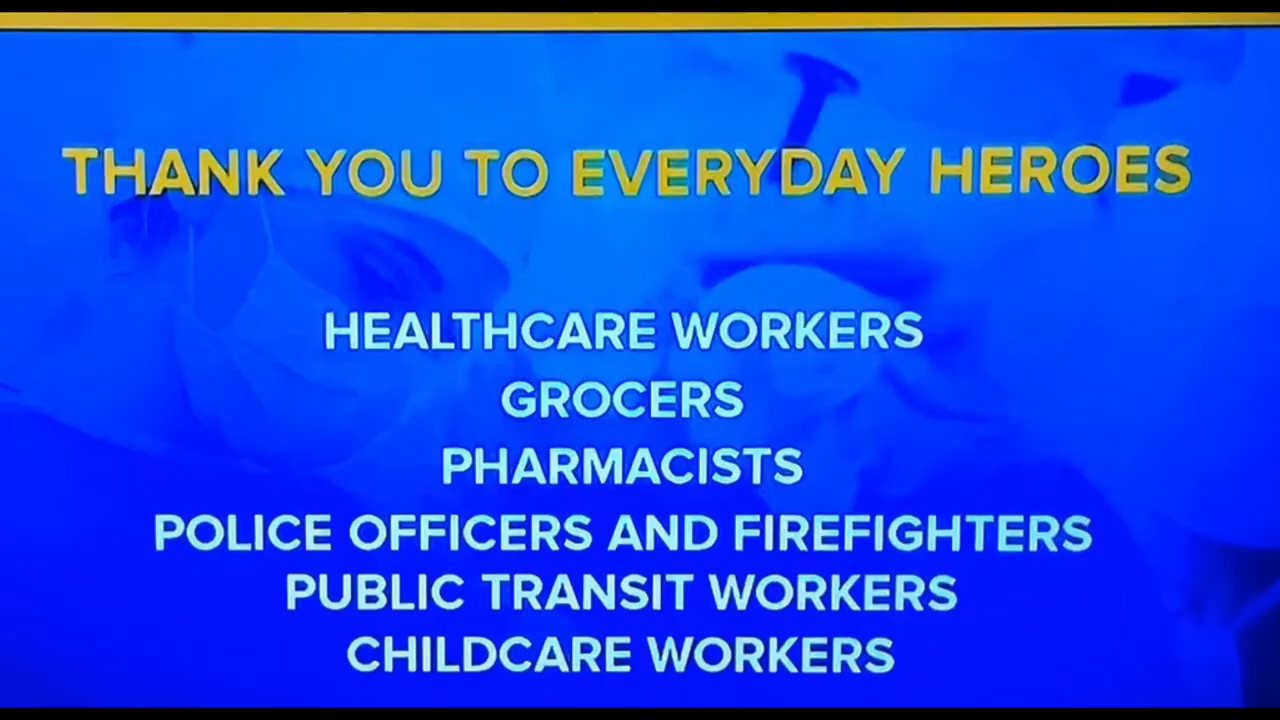 THANK YOU TO EVERYDAY HEROES
HEALTHCARE WORKERS
GROCERS
PHARMACISTS
POLICE OFFICERS AND FIREFIGHTERS
PUBLIC TRANSIT WORKERS
CHILDCARE WORKERS